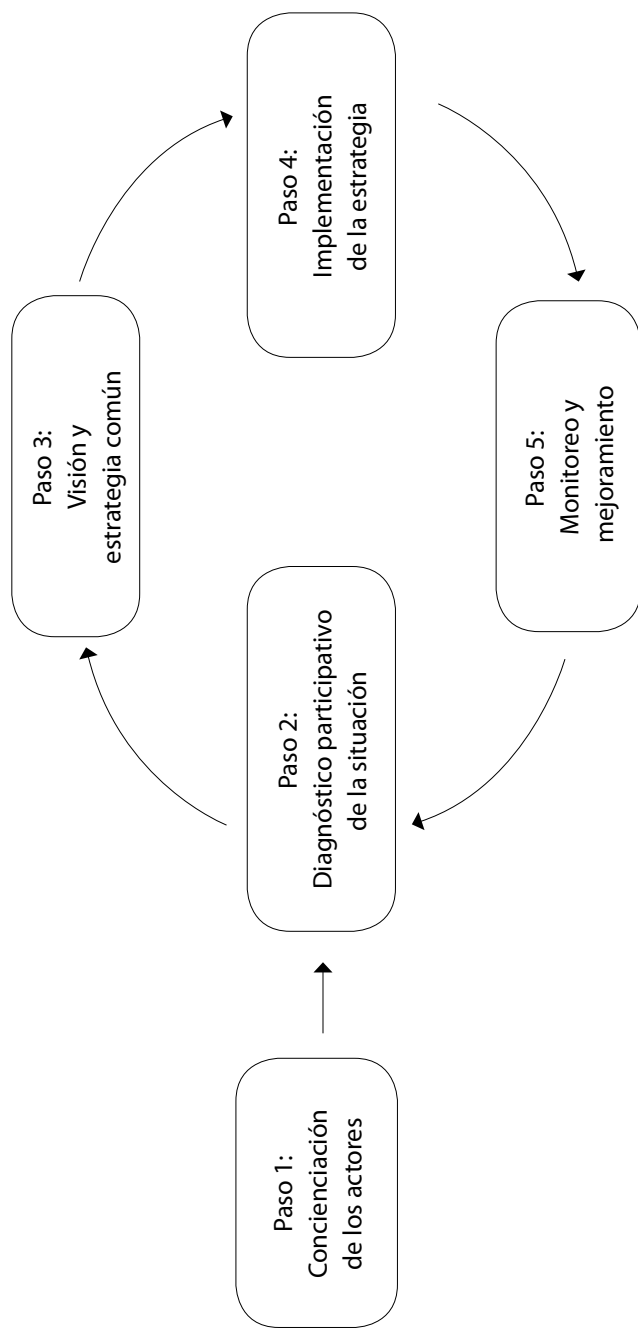 Paso 1:
Concienciación
de los actores
Paso 2:
Diagnóstico participativo
de la situación
Paso 3:
Visión y
estrategia común
Paso 4:
Implementación
de la estrategia
Paso 5:
Monitoreo y
mejoramiento